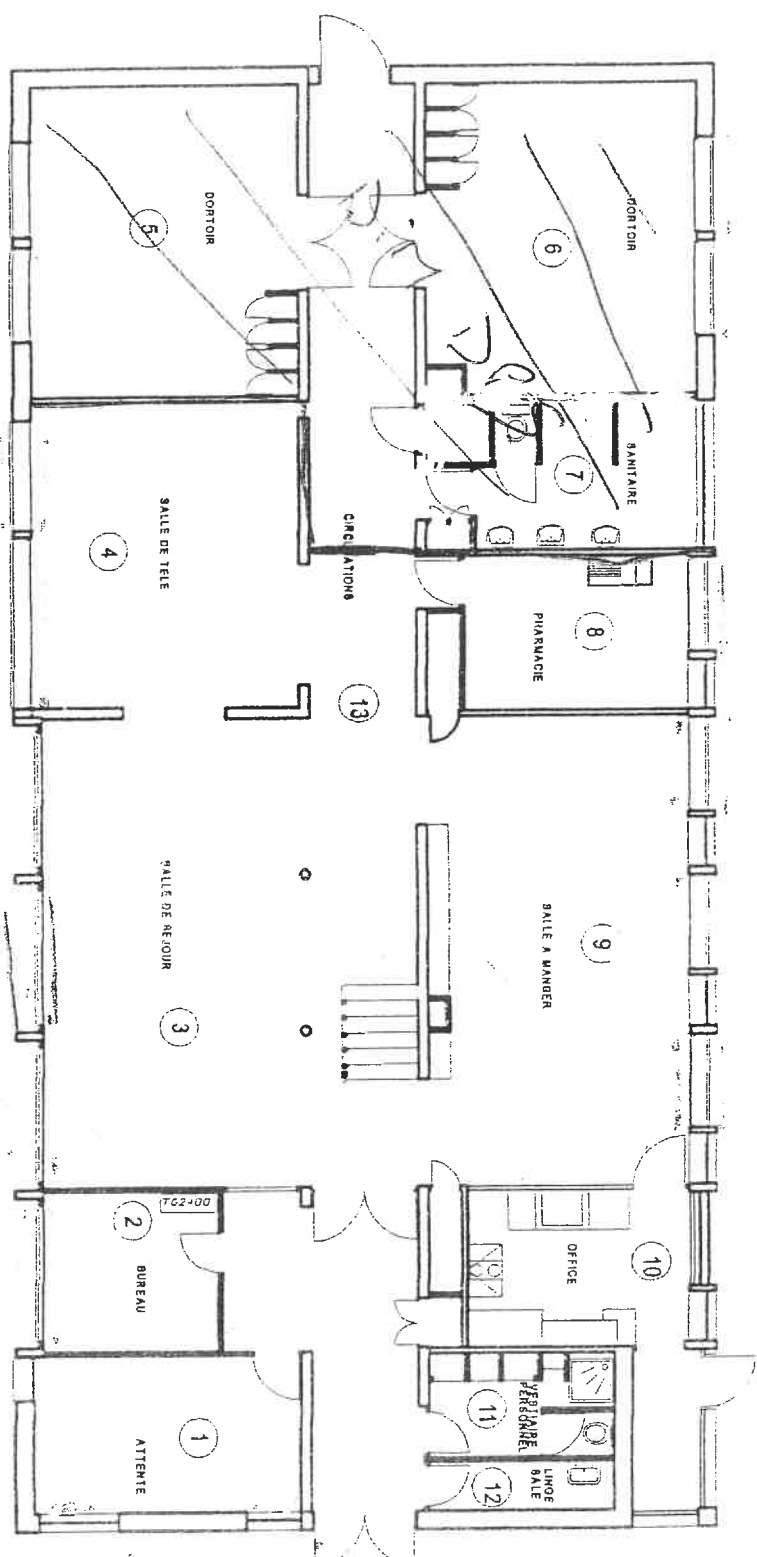 DORTOIR
5
DORTOIR
6
SANITAIRE
7
SALLE DE TELE
4
CIRCULATIONS
13
PHARMACIE
8
SALLE DE SEJOUR
3
SALLE A MANGER
9
TG2400
2
BUREAU
OFFICE
10
1
ATTENTE
VESTIAIRE
PERSONNEL
11
LINGE
SALE
12